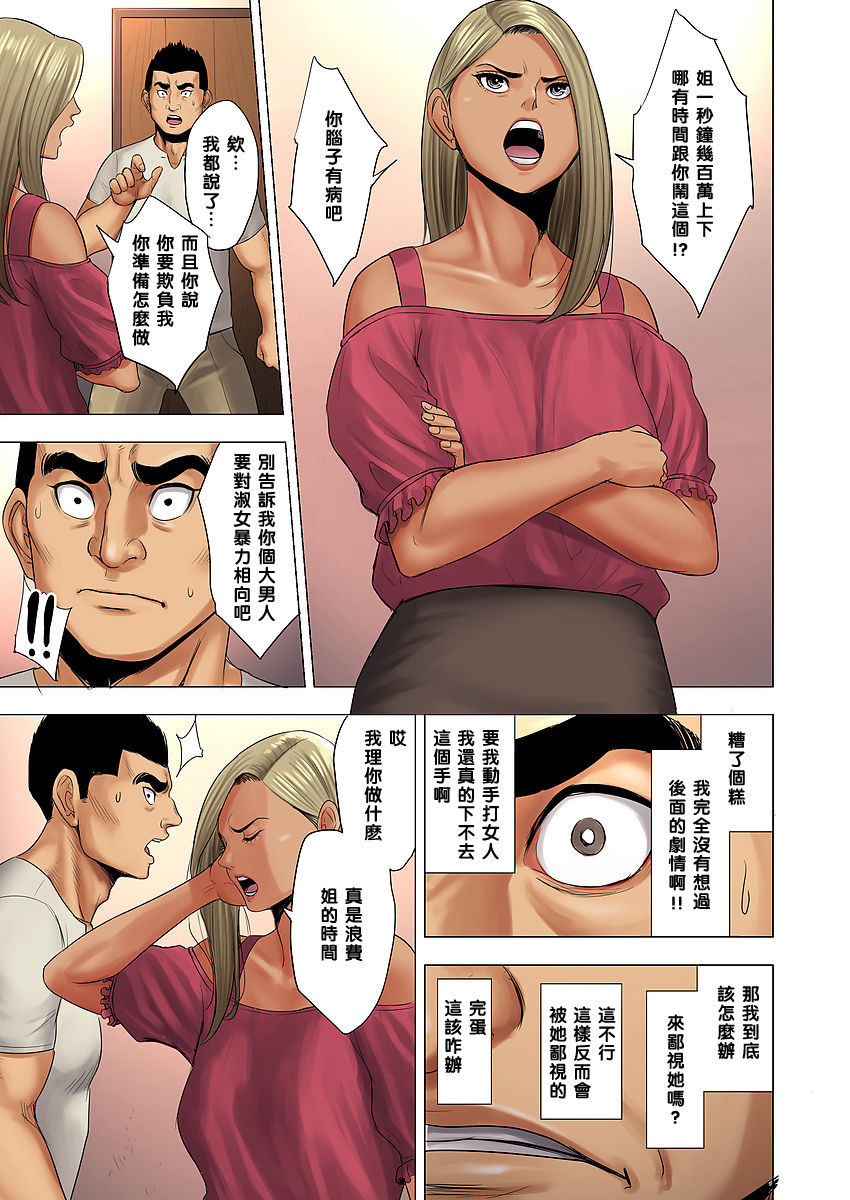 姐一秒鐘幾百萬上下
哪有時間跟你鬧這個!?
你腦子有病吧
欸…
我都說了…
而且你說
你要欺負我
你準備怎麼做
別告訴我你個大男人
要對淑女暴力相向吧
!!
糟了個糕
我完全沒有想過
後面的劇情啊!!
要我動手打女人
我還真的下不去
這個手啊
那我到底
該怎麼辦
來鄙視她嗎?
這不行
這樣反而會
被她鄙視的
完蛋
這該咋辦
哎
我理你做什麽
真是浪費
姐的時間